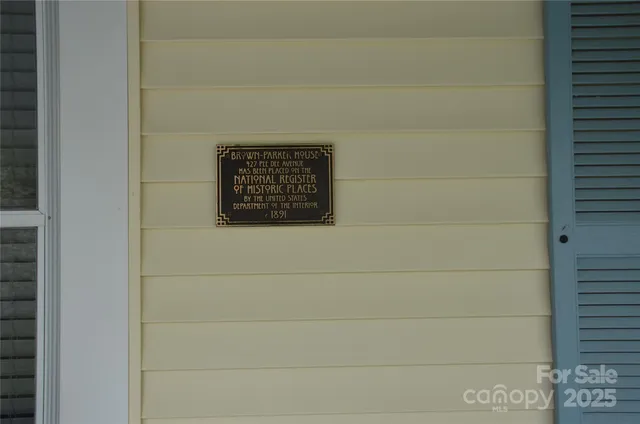 BROWN-PARKER HOUSE
427 PEE DEE AVENUE
HAS BEEN PLACED ON THE
NATIONAL REGISTER
OF HISTORIC PLACES
BY THE UNITED STATES
DEPARTMENT OF THE INTERIOR
1891
For Sale
canopy 2025
MLS